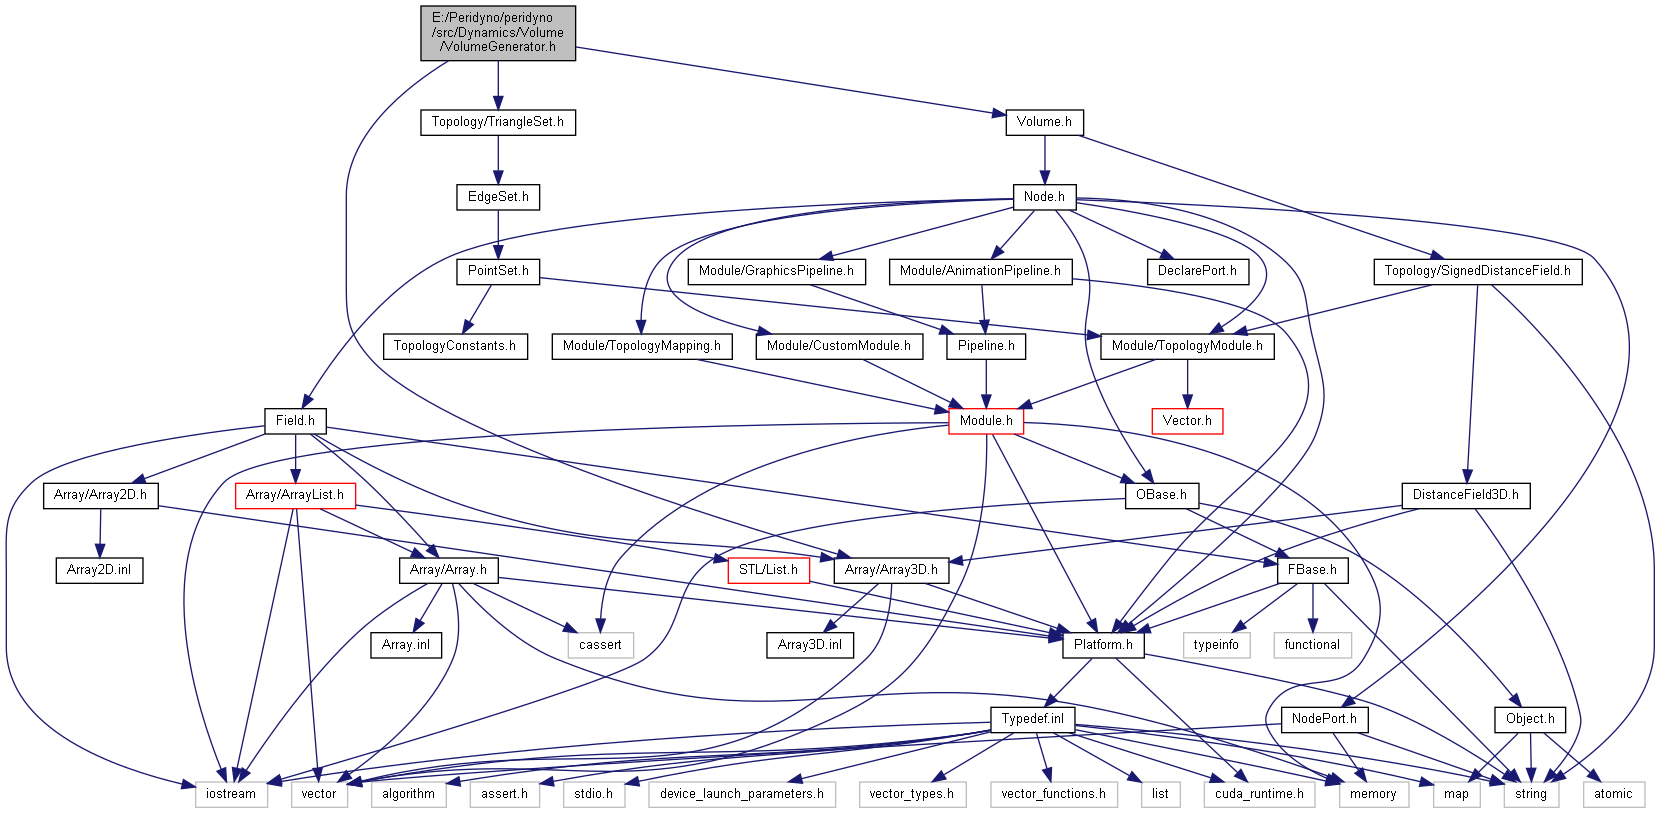 E:/Peridyno/peridyno
/src/Dynamics/Volume
/VolumeGenerator.h
Topology/TriangleSet.h
Volume.h
EdgeSet.h
Node.h
PointSet.h
Module/GraphicsPipeline.h
Module/AnimationPipeline.h
DeclarePort.h
Topology/SignedDistanceField.h
TopologyConstants.h
Module/TopologyMapping.h
Module/CustomModule.h
Pipeline.h
Module/TopologyModule.h
Field.h
Module.h
Vector.h
Array/Array2D.h
Array/ArrayList.h
OBase.h
DistanceField3D.h
Array2D.inl
Array/Array.h
STL/List.h
Array/Array3D.h
FBase.h
Array.inl
cassert
Array3D.inl
Platform.h
typeinfo
functional
Typedef.inl
NodePort.h
Object.h
iostream
vector
algorithm
assert.h
stdio.h
device_launch_parameters.h
vector_types.h
vector_functions.h
list
cuda_runtime.h
memory
map
string
atomic